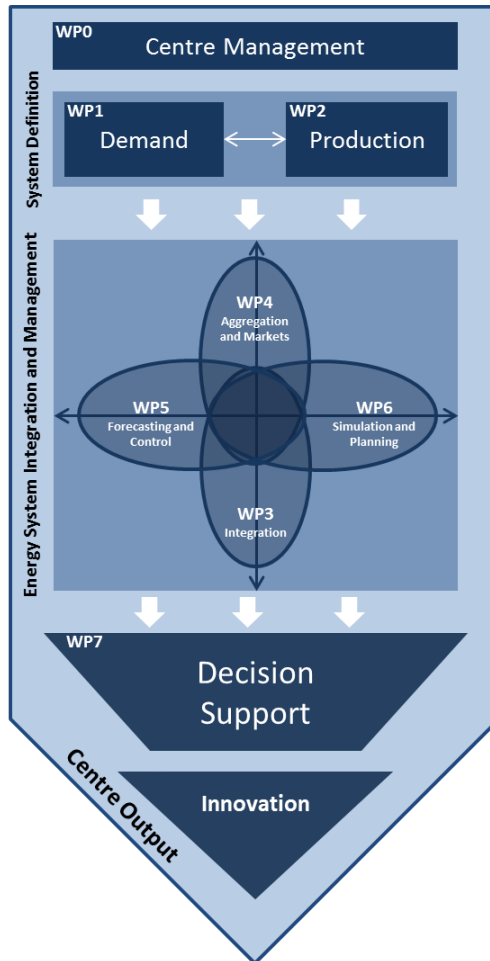 WP0
Centre Management
System Definition
WP1
Demand
WP2
Production
Energy System Integration and Management
WP4
Aggregation
and Markets
WP5
Forecasting and
Control
WP6
Simulation and
Planning
WP3
Integration
WP7
Decision
Support
Centre Output
Innovation